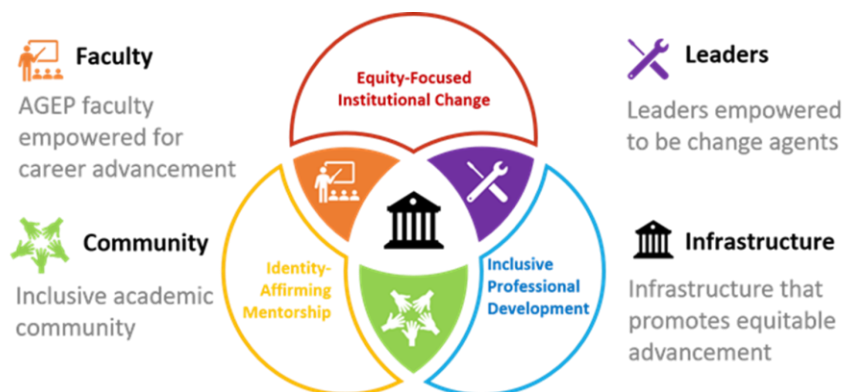 Faculty
AGEP faculty
empowered for
career advancement
Community
Inclusive academic
community
Equity-Focused
Institutional Change
Identity-
Affirming
Mentorship
Inclusive
Professional
Development
Leaders
Leaders empowered
to be change agents
Infrastructure
Infrastructure that
promotes equitable
advancement